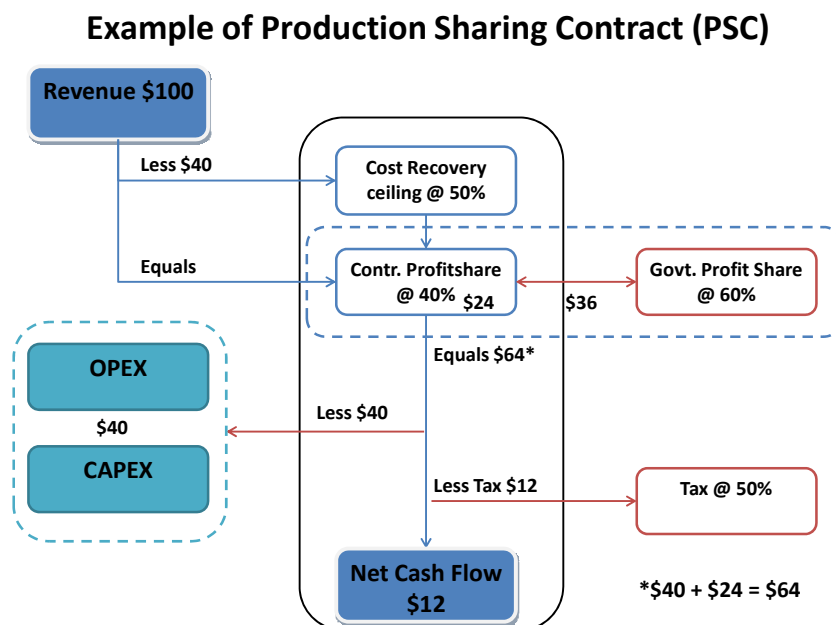 Example of Production Sharing Contract (PSC)
Revenue $100
Less $40
Cost Recovery
ceiling @ 50%
Equals
Contr. Profitshare
@ 40%
$24
$36
Govt. Profit Share
@ 60%
Equals $64*
OPEX
$40
CAPEX
Less $40
Less Tax $12
Tax @ 50%
Net Cash Flow
$12
*$40 + $24 = $64